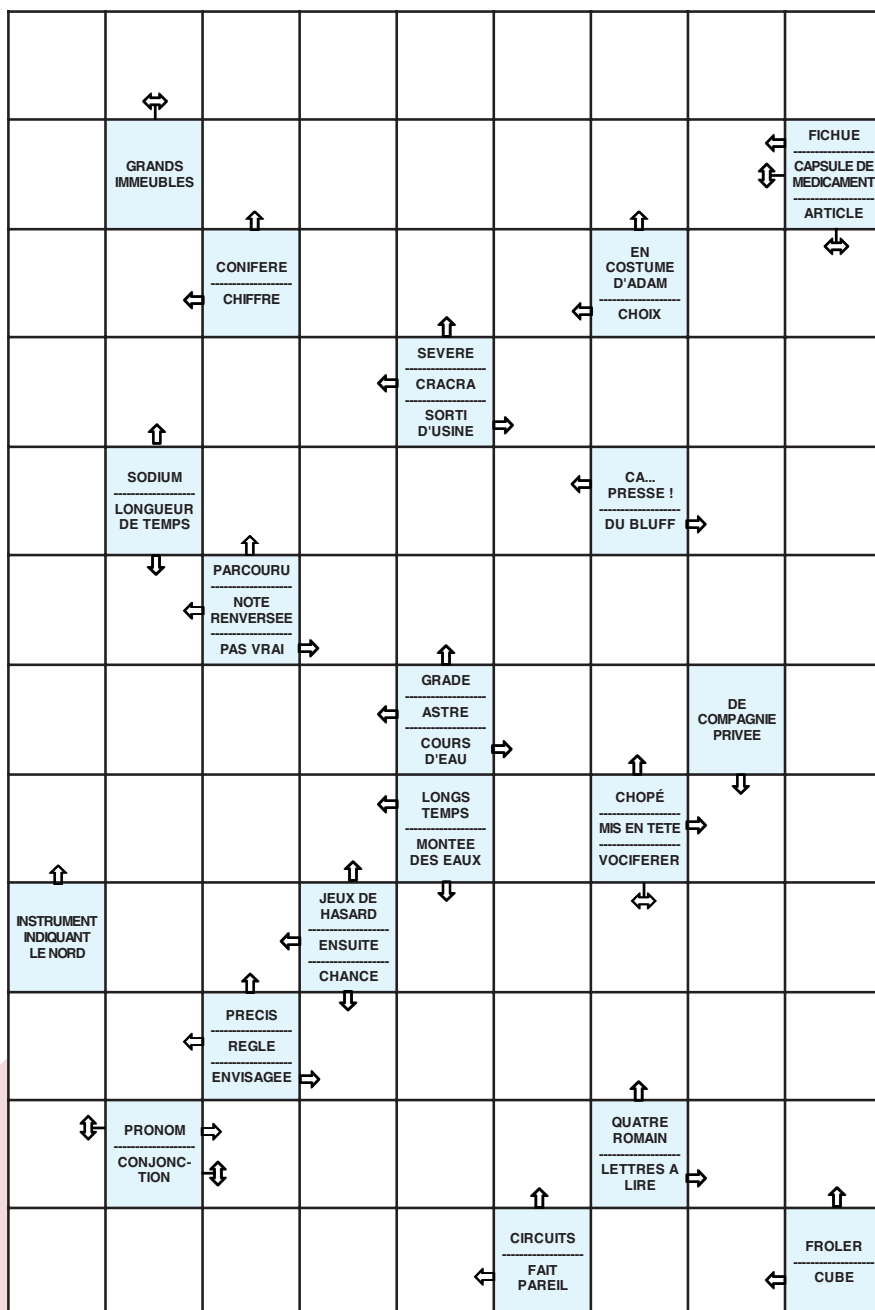 GRANDS
IMMEUBLES
FICHUE
CAPSULE DE
MEDICAMENT
ARTICLE
CONIFERE
CHIFFRE
EN
COSTUME
D'ADAM
CHOIX
SEVERE
CRACRA
SORTI
D'USINE
SODIUM
LONGUEUR
DE TEMPS
CA...
PRESSE !
DU BLUFF
PARCOURU
NOTE
RENVERSEE
PAS VRAI
GRADE
ASTRE
COURS
D'EAU
DE
COMPAGNIE
PRIVEE
LONGS
TEMPS
MONTEE
DES EAUX
CHOPÉ
MIS EN TETE
VOCIFERER
INSTRUMENT
INDIQUANT
LE NORD
JEUX DE
HASARD
ENSUITE
CHANCE
PRECIS
REGLE
ENVISAGEE
PRONOM
CONJONC-
TION
QUATRE
ROMAIN
LETTRES A
LIRE
CIRCUITS
FAIT
PAREIL
FROLER
CUBE